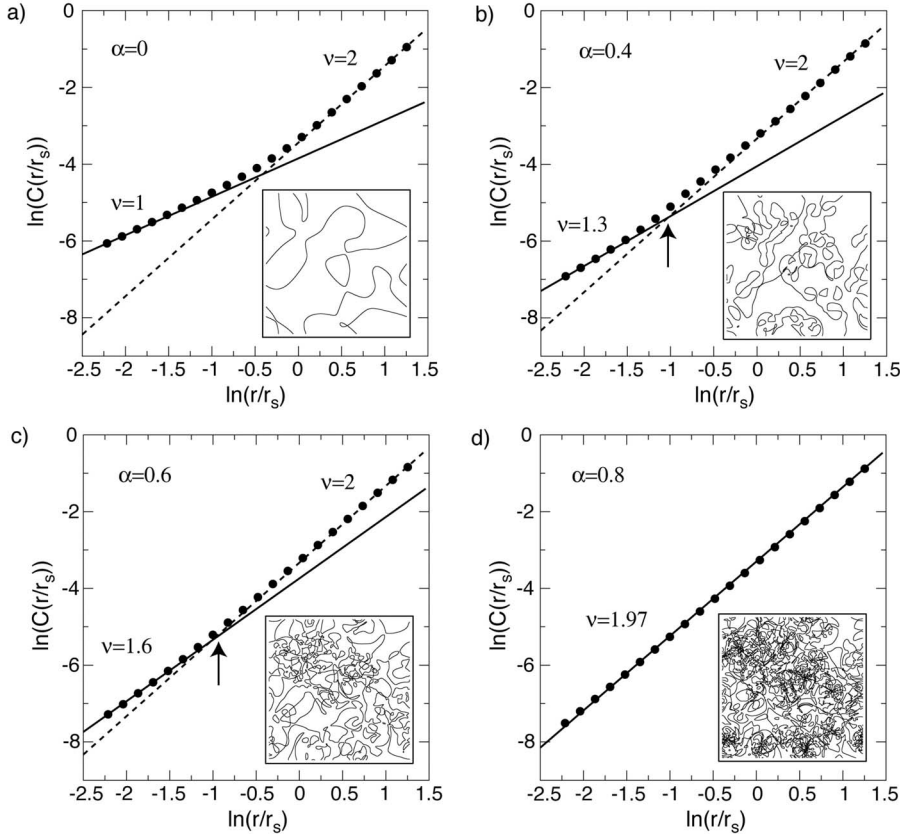 a)
α=0
ν=2
ν=1
ln(C(r/rs))
0
-2
-4
-6
-8
-2.5 -2 -1.5 -1 -0.5 0 0.5 1 1.5
ln(r/rs)
b)
α=0.4
ν=2
ν=1.3
ln(C(r/rs))
0
-2
-4
-6
-8
-2.5 -2 -1.5 -1 -0.5 0 0.5 1 1.5
ln(r/rs)
c)
α=0.6
ν=2
ν=1.6
ln(C(r/rs))
0
-2
-4
-6
-8
-2.5 -2 -1.5 -1 -0.5 0 0.5 1 1.5
ln(r/rs)
d)
α=0.8
ν=1.97
ln(C(r/rs))
0
-2
-4
-6
-8
-2.5 -2 -1.5 -1 -0.5 0 0.5 1 1.5
ln(r/rs)